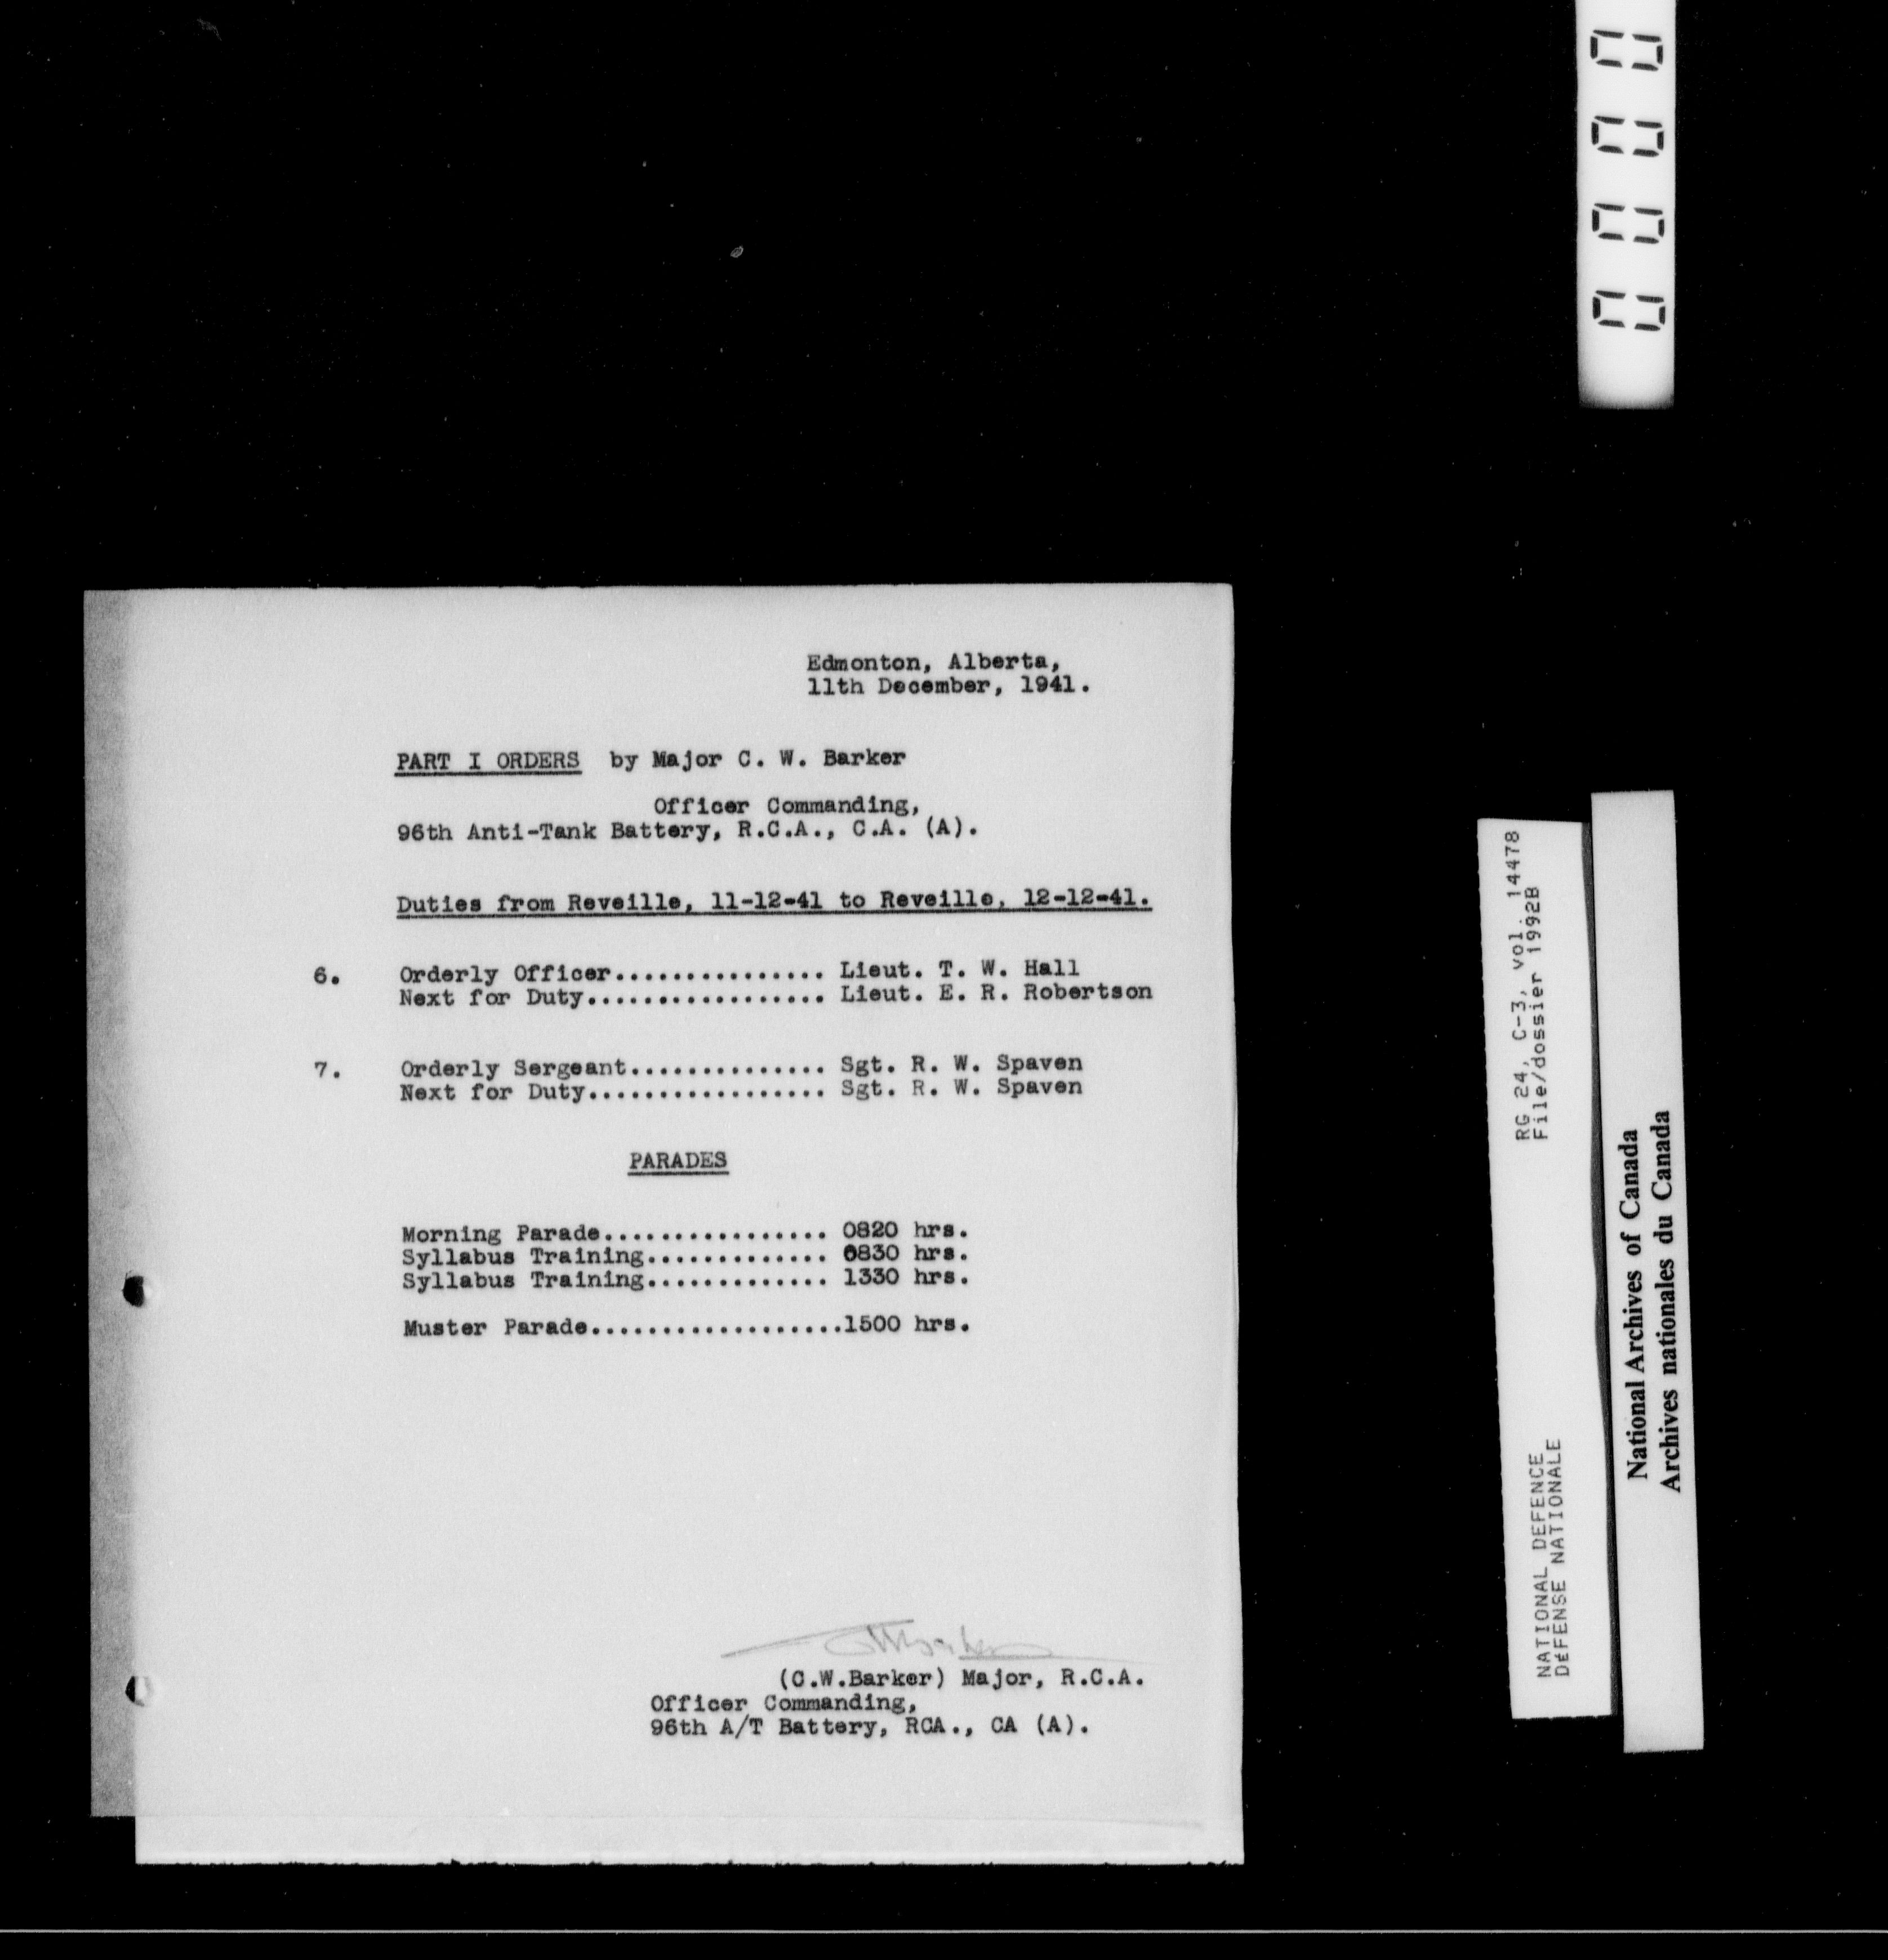 Edmonton, Alberta,
11th December, 1941.
PART I ORDERS by Major C. W. Barker
Officer Commanding,
96th Anti-Tank Battery, R.C.A., C.A. (A).
Duties from Reveille, 11-12-41 to Reveille, 12-12-41.
6. Orderly Officer............... Lieut. T. W. Hall
Next for Duty................. Lieut. E. R. Robertson
7. Orderly Sergeant.............. Sgt. R. W. Spaven
Next for Duty................. Sgt. R. W. Spaven
PARADES
Morning Parade................ 0820 hrs.
Syllabus Training............. 0830 hrs.
Syllabus Training............. 1330 hrs.
Muster Parade..................1500 hrs.
CWBarker
(C.W.Barker) Major, R.C.A.
Officer Commanding,
96th A/T Battery, RCA., CA (A).
0000
NATIONAL DEFENCE RG 24, C-3, vol. 14478
DÉFENSE NATIONALE File/dossier 1992B
National Archives of Canada
Archives nationales du Canada